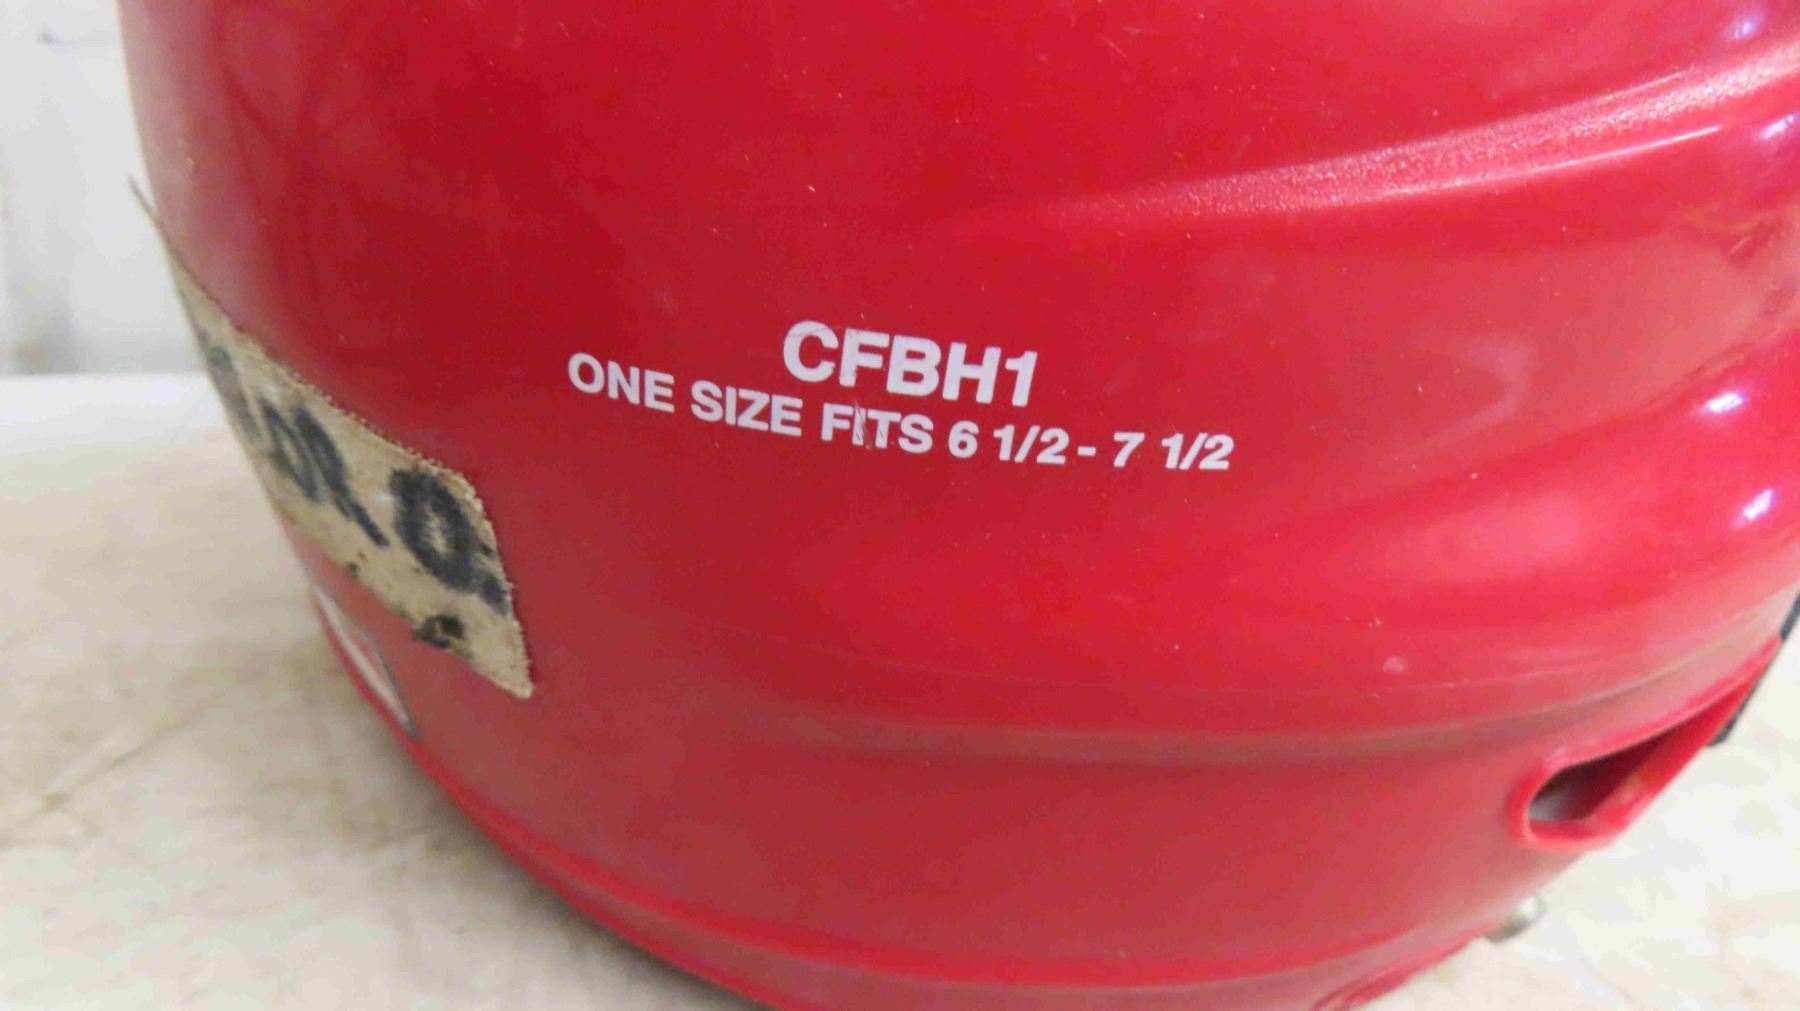 CFBH1
ONE SIZE FITS 6 1/2 - 7 1/2